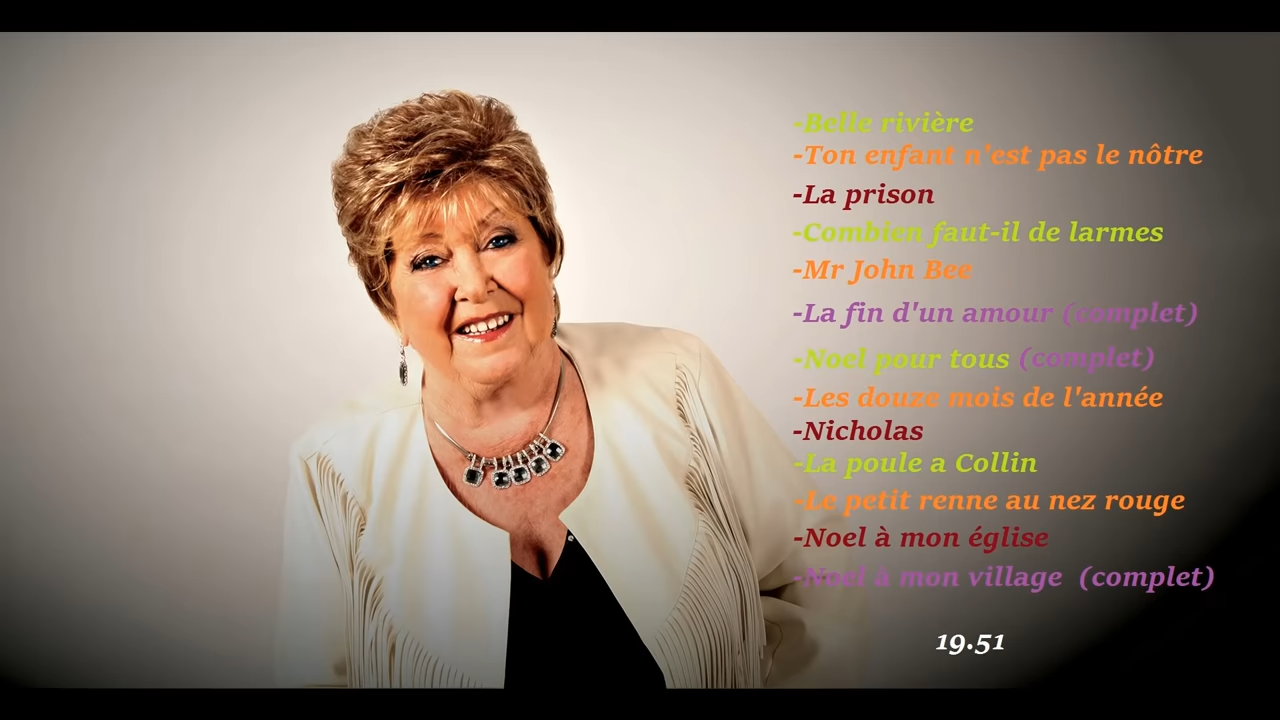 -Belle rivière
-Ton enfant n'est pas le nôtre
-La prison
-Combien faut-il de larmes
-Mr John Bee
-La fin d'un amour (complet)
-Noel pour tous (complet)
-Les douze mois de l'année
-Nicholas
-La poule a Collin
-Le petit renne au nez rouge
-Noel à mon église
-Noel à mon village (complet)
19.51